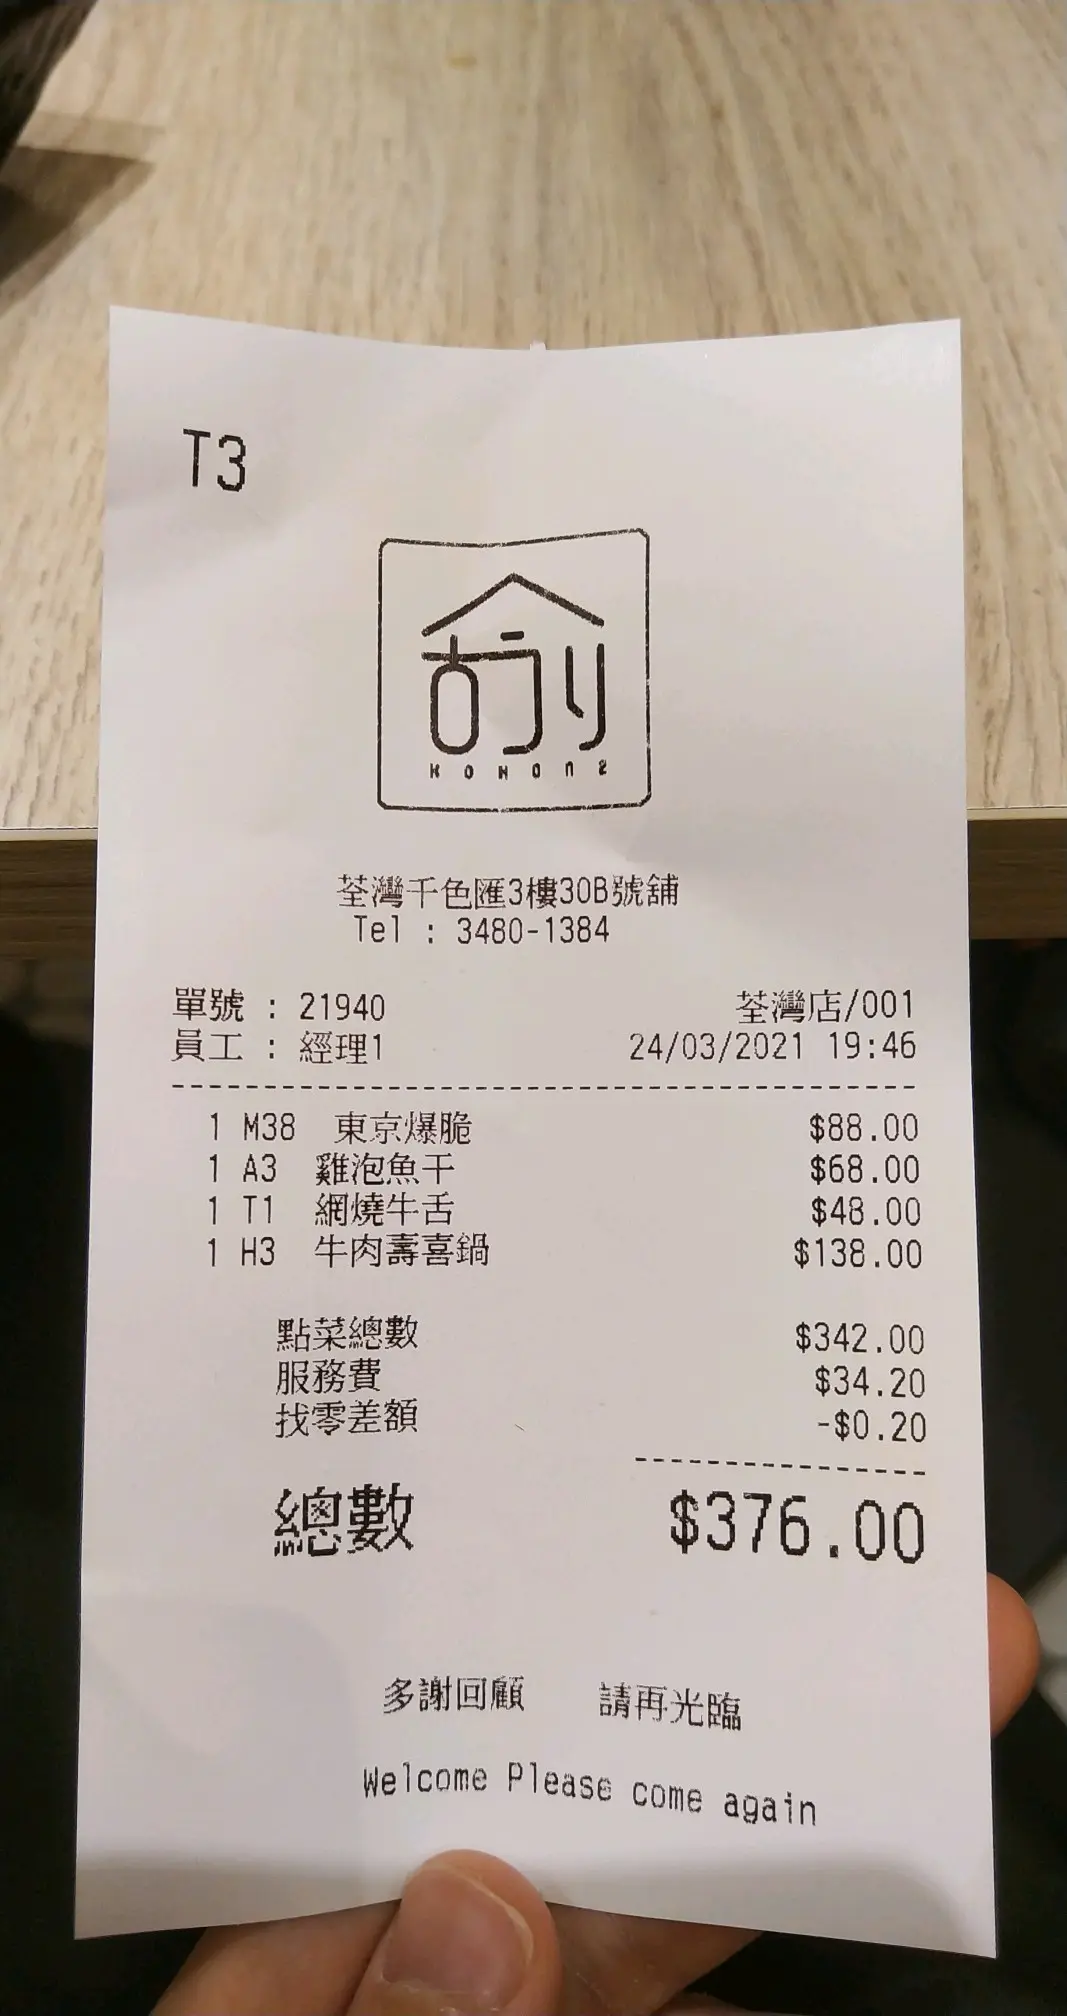 T3
KOHON2
荃灣千色匯3樓30B號舖
Tel : 3480-1384
單號 : 21940 荃灣店/001
員工 : 經理1 24/03/2021 19:46
1 M38 東京爆脆 $88.00
1 A3 雞泡魚干 $68.00
1 T1 網燒牛舌 $48.00
1 H3 牛肉壽喜鍋 $138.00
點菜總數 $342.00
服務費 $34.20
找零差額 -$0.20
總數 $376.00
多謝回顧 請再光臨
Welcome Please come again